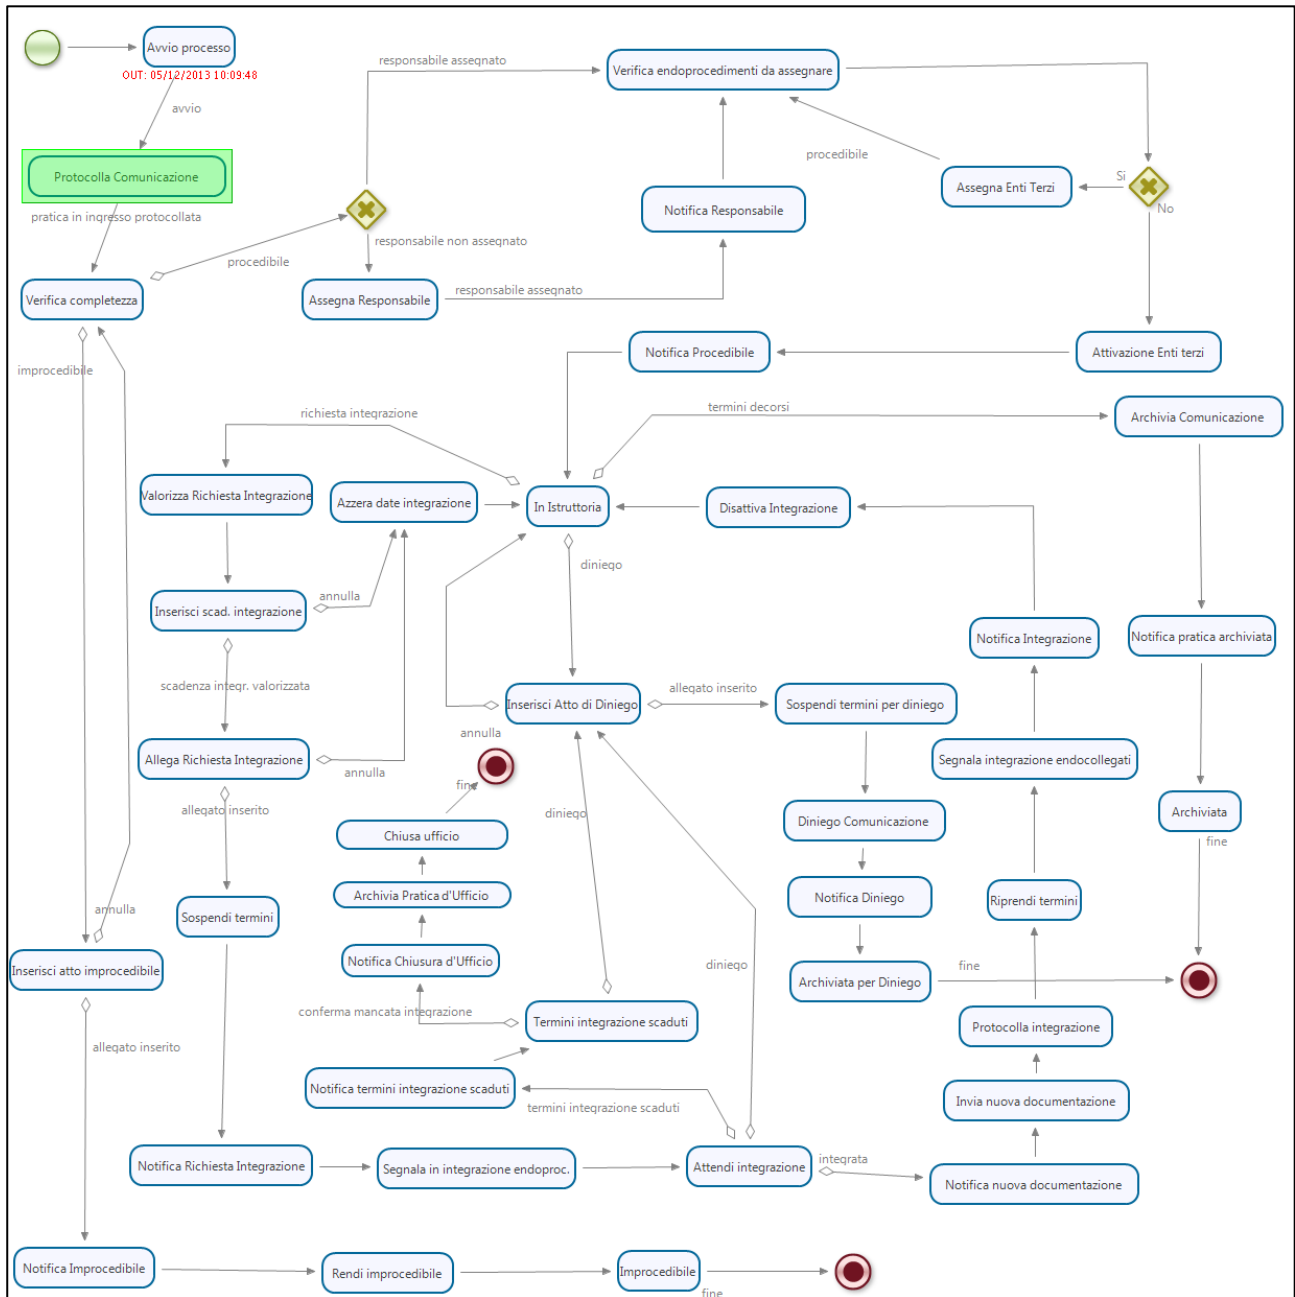 Avvio processo
OUT: 05/12/2013 10:09:48
avvio
Protocolla Comunicazione
pratica in ingresso protocollata
Verifica completezza
procedibile
improcedibile
responsabile assegnato
Verifica endoprocedimenti da assegnare
procedibile
Assegna Enti Terzi
Si
No
Notifica Responsabile
responsabile non assegnato
Assegna Responsabile
responsabile assegnato
Notifica Procedibile
Attivazione Enti terzi
richiesta integrazione
termini decorsi
Archivia Comunicazione
Valorizza Richiesta Integrazione
Azzera date integrazione
In Istruttoria
Disattiva Integrazione
diniego
annulla
Inserisci scad. integrazione
Notifica Integrazione
Notifica pratica archiviata
scadenza integr. valorizzata
allegato inserito
Inserisci Atto di Diniego
Sospendi termini per diniego
annulla
Allega Richiesta Integrazione
annulla
Segnala integrazione endocollegati
fine
allegato inserito
diniego
Diniego Comunicazione
Archiviata
fine
Chiusa ufficio
Archivia Pratica d'Ufficio
Notifica Diniego
Riprendi termini
annulla
Sospendi termini
Notifica Chiusura d'Ufficio
diniego
Inserisci atto improcedibile
Archiviata per Diniego
fine
conferma mancata integrazione
Termini integrazione scaduti
Protocolla integrazione
allegato inserito
Notifica termini integrazione scaduti
termini integrazione scaduti
Invia nuova documentazione
Notifica Richiesta Integrazione
Segnala in integrazione endoproc.
Attendi integrazione
integrata
Notifica nuova documentazione
Notifica Improcedibile
Rendi improcedibile
Improcedibile
fine